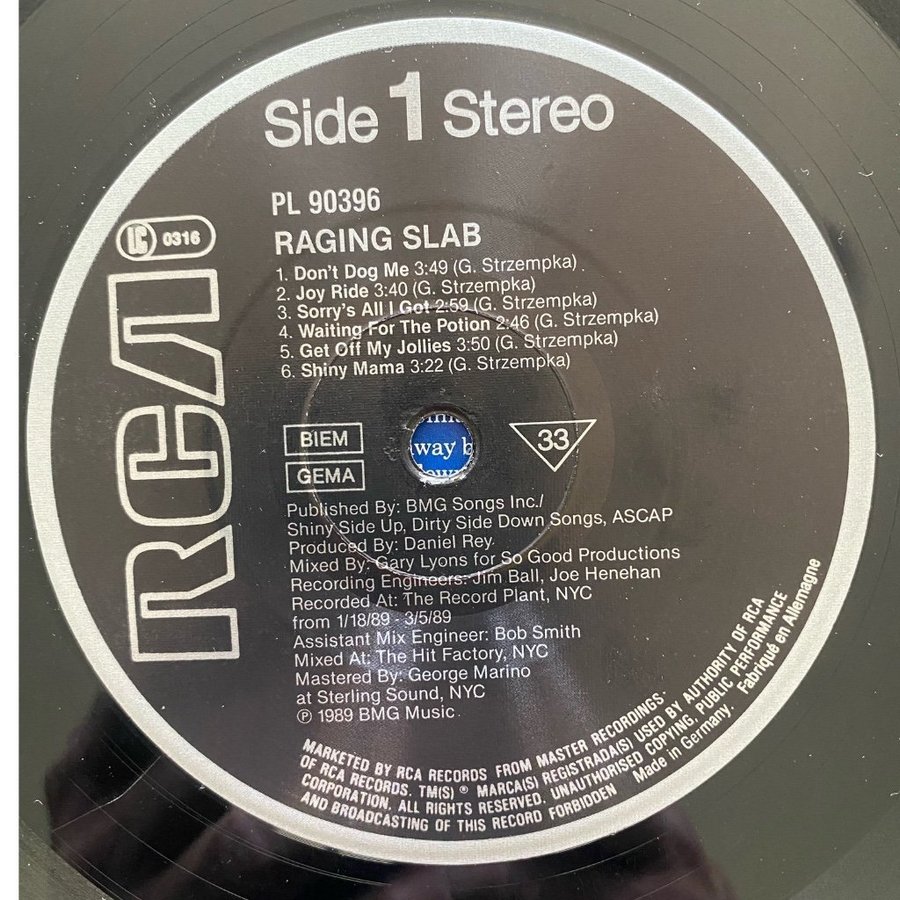 Side 1 Stereo
PL 90396
LC 0316
RAGING SLAB
1. Don't Dog Me 3:49 (G. Strzempka)
2. Joy Ride 3:40 (G. Strzempka)
3. Sorry's All I Got 2:59 (G. Strzempka)
4. Waiting For The Potion 2:46 (G. Strzempka)
5. Get Off My Jollies 3:50 (G. Strzempka)
6. Shiny Mama 3:22 (G. Strzempka)
RCA
BIEM
GEMA
way b
33
Published By: BMG Songs Inc./
Shiny Side Up, Dirty Side Down Songs, ASCAP
Produced By: Daniel Rey
Mixed By: Gary Lyons for So Good Productions
Recording Engineers: Jim Ball, Joe Henehan
Recorded At: The Record Plant, NYC
from 1/18/89 - 3/5/89
Assistant Mix Engineer: Bob Smith
Mixed At: The Hit Factory, NYC
Mastered By: George Marino
at Sterling Sound, NYC
℗ 1989 BMG Music
MARKETED BY RCA RECORDS FROM MASTER RECORDINGS
OF RCA RECORDS. TM(S) ® MARCA(S) REGISTRADA(S) USED BY AUTHORITY OF RCA
CORPORATION. ALL RIGHTS RESERVED. UNAUTHORISED COPYING, PUBLIC PERFORMANCE
AND BROADCASTING OF THIS RECORD FORBIDDEN Made in Germany. Fabriqué en Allemagne